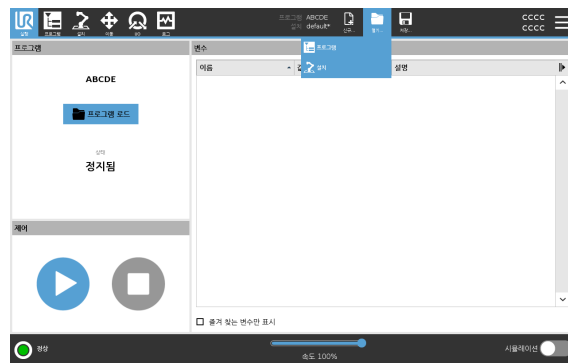 UR
실행 프로그램 설치 이동 I/O 로그
프로그램 ABCDE
설치 default*
신규... 열기... 저장...
cccc
cccc
프로그램
설치
프로그램
ABCDE
프로그램 로드
상태
정지됨
제어
변수
이름 설명
즐겨 찾는 변수만 표시
정상
속도 100%
시뮬레이션